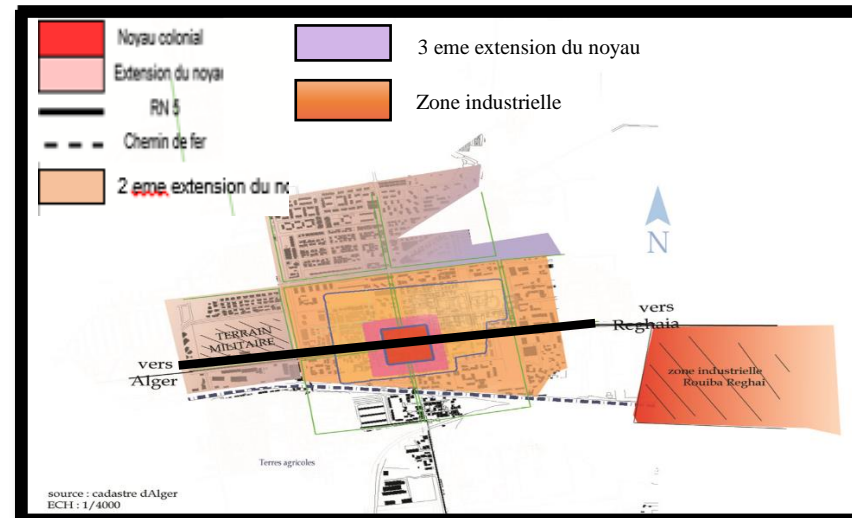 Noyau colonial
Extension du noyau
RN 5
Chemin de fer
2 eme extension du no
3 eme extension du noyau
Zone industrielle
N
vers
Reghaia
TERRAIN
MILITAIRE
vers
Alger
zone industrielle
Rouiba Reghai
Terres agricoles
source : cadastre dAlger
ECH : 1/4000